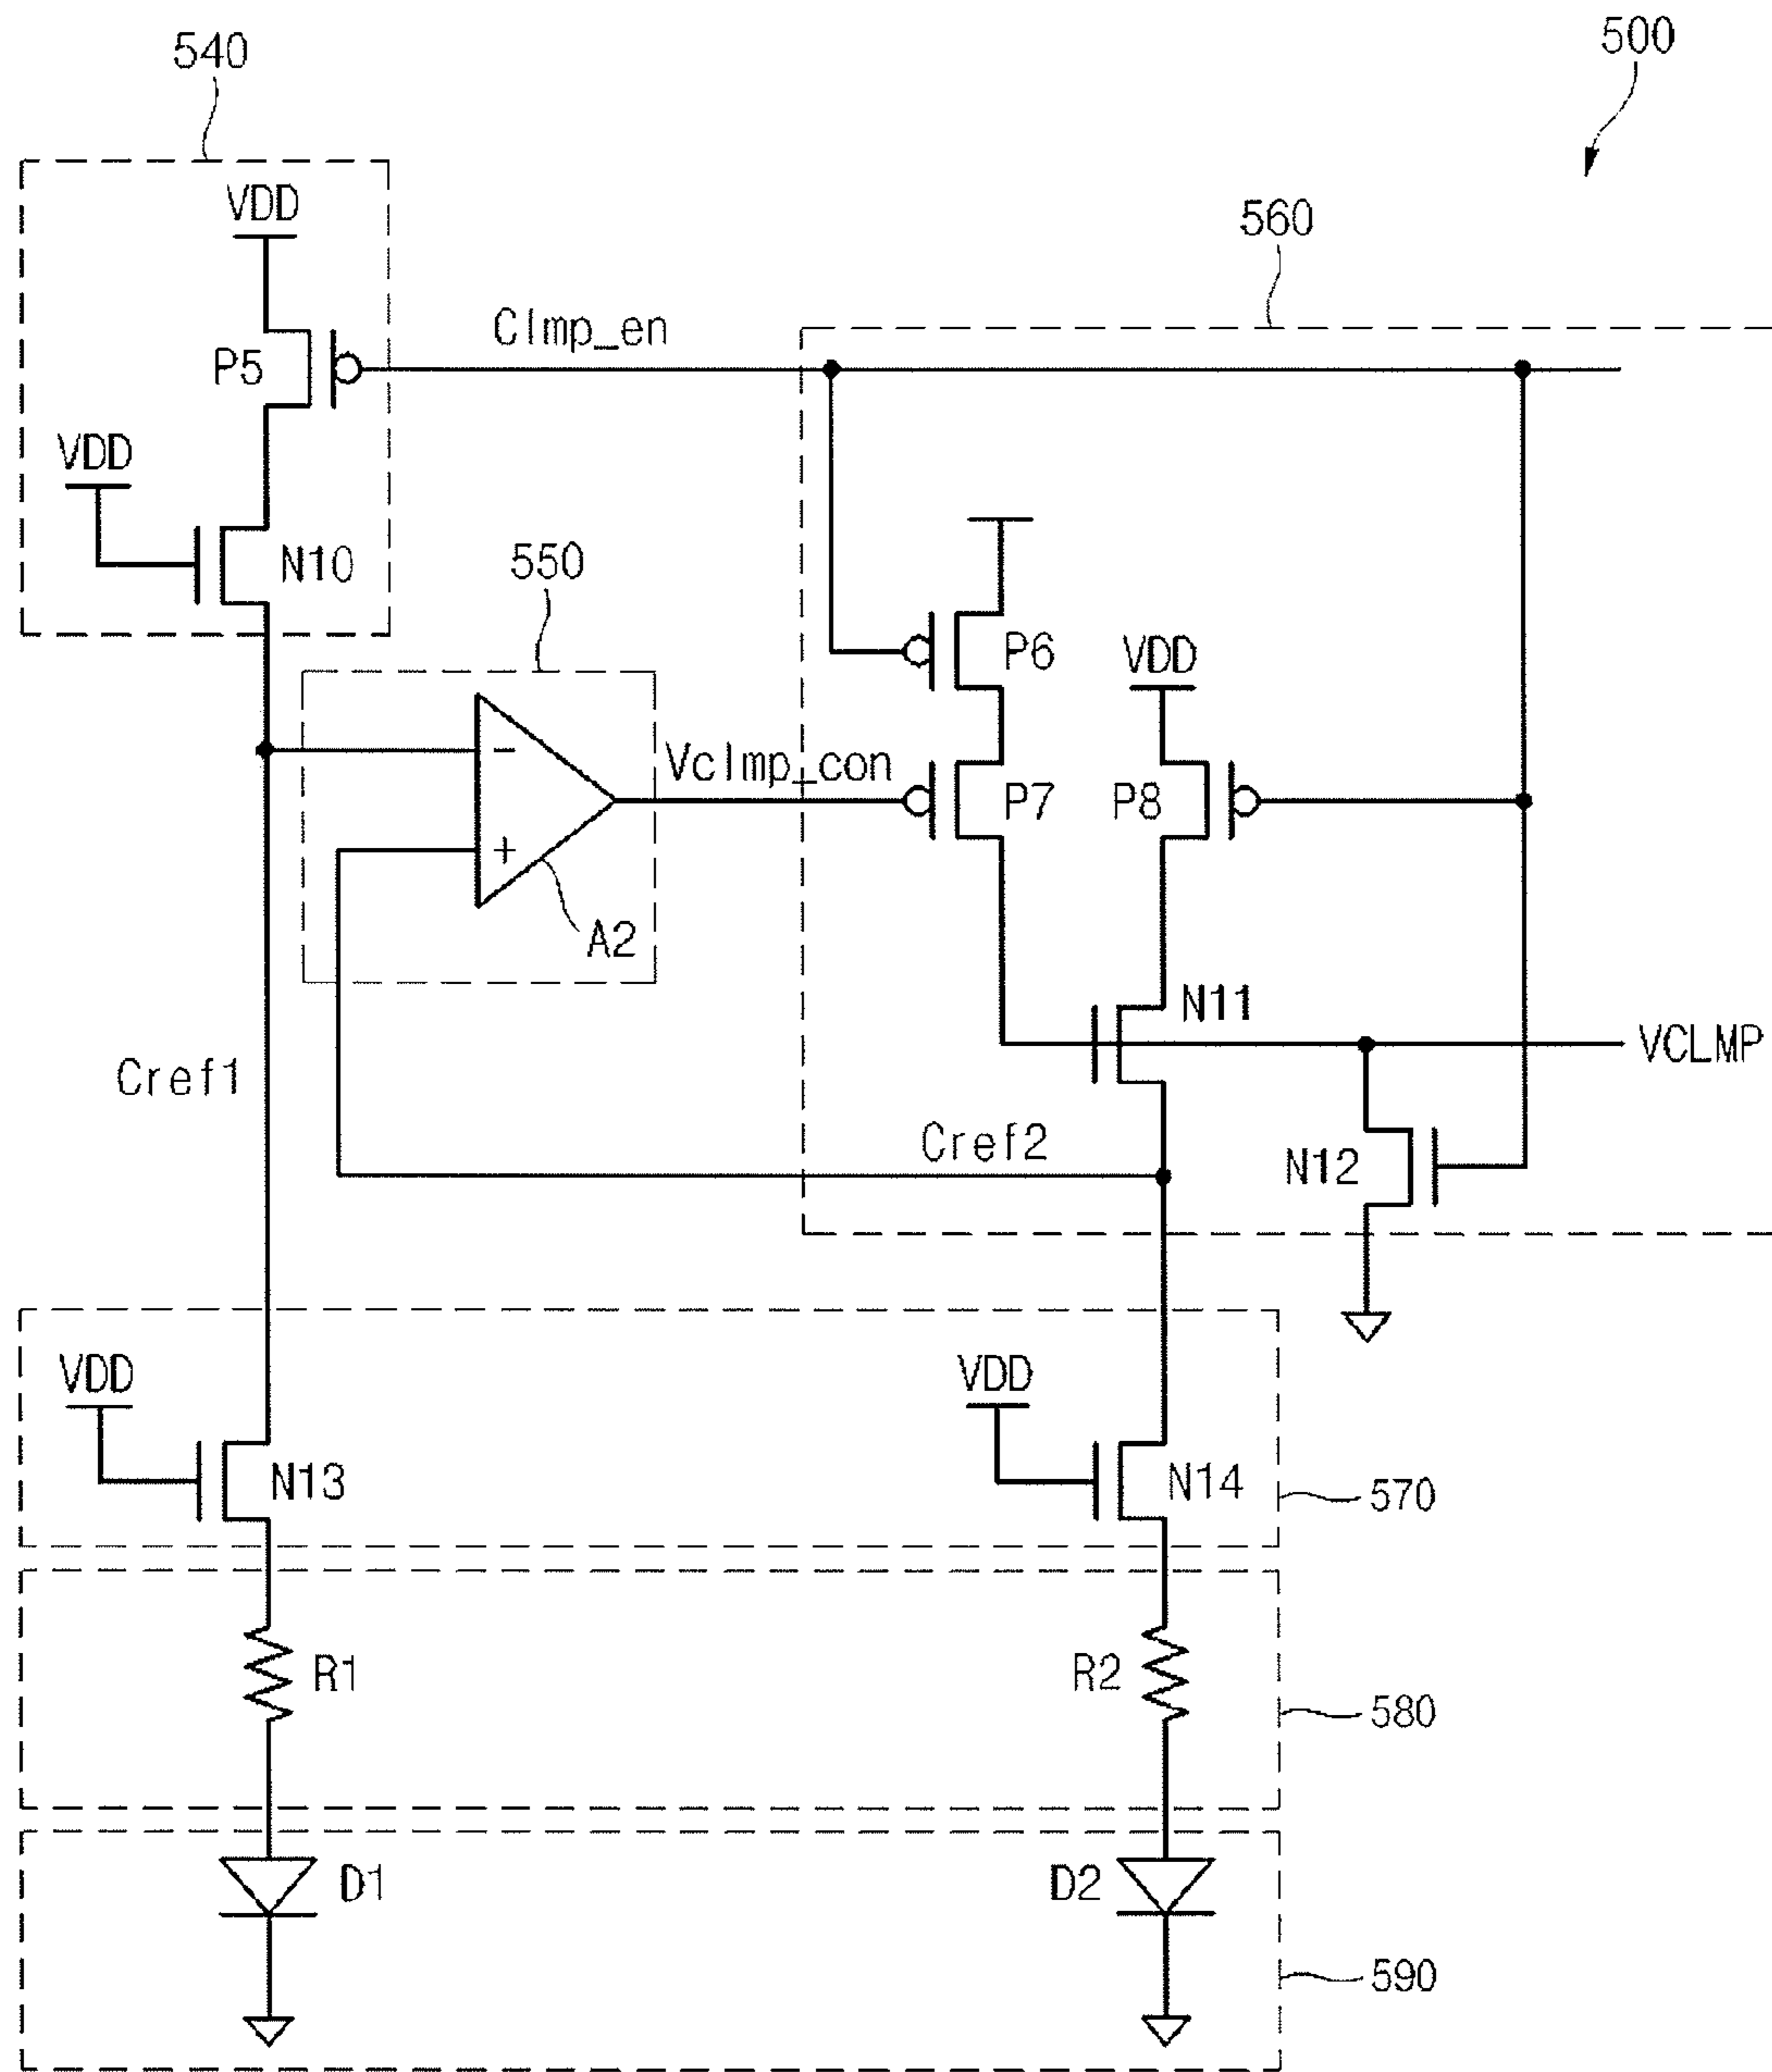 500
540
VDD
560
Clmp_en
P5
VDD
N10
550
P6
VDD
-
Vclmp_con
P7
P8
+
A2
N11
VCLMP
Cref1
Cref2
N12
VDD
VDD
N13
N14
570
R1
R2
580
D1
D2
590